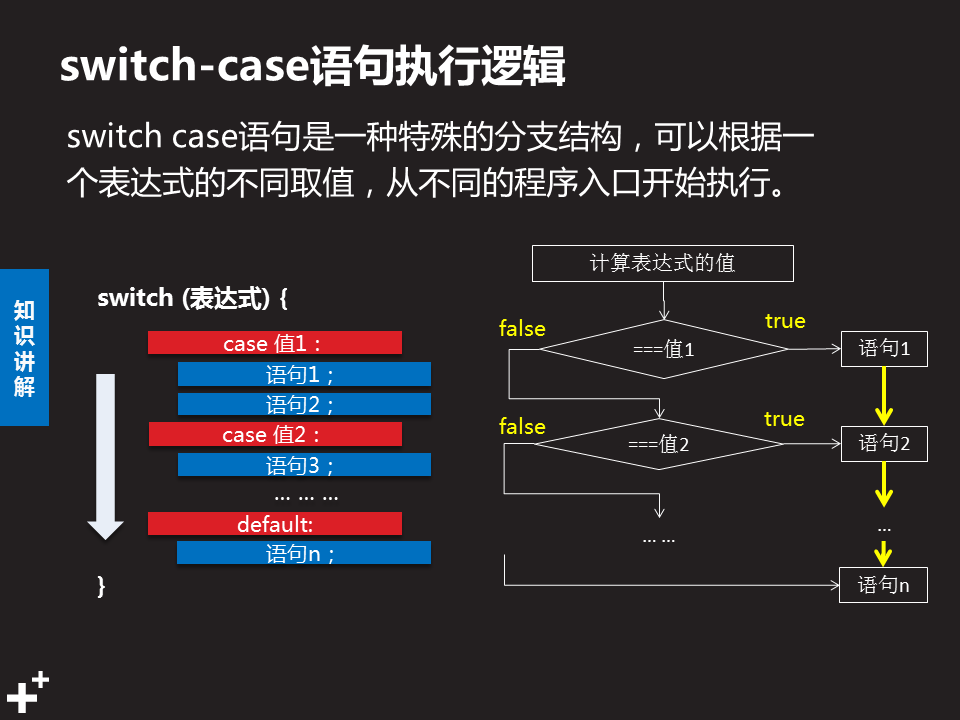 switch-case语句执行逻辑
switch case语句是一种特殊的分支结构，可以根据一
个表达式的不同取值，从不同的程序入口开始执行。
知
识
讲
解
switch (表达式) {
case 值1：
语句1；
语句2；
case 值2：
语句3；
... ... ...
default:
语句n；
}
计算表达式的值
false
===值1
true
语句1
false
===值2
true
语句2
... ...
...
语句n